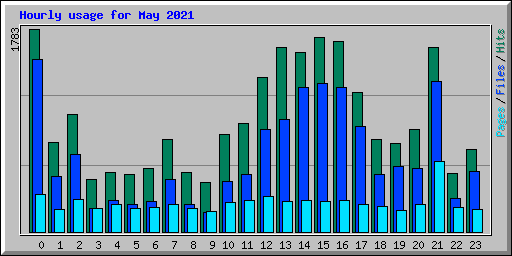 Hourly usage for May 2021
1783
Pages/Files/Hits
0 1 2 3 4 5 6 7 8 9 10 11 12 13 14 15 16 17 18 19 20 21 22 23